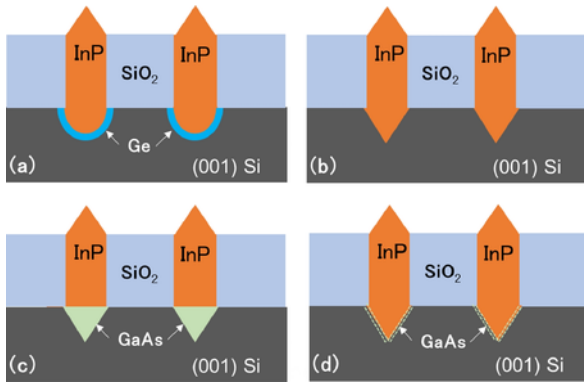 InP InP
SiO₂
Ge
(a) (001) Si
InP InP
SiO₂
(b) (001) Si
InP InP
SiO₂
GaAs
(c) (001) Si
InP InP
SiO₂
GaAs
(d) (001) Si